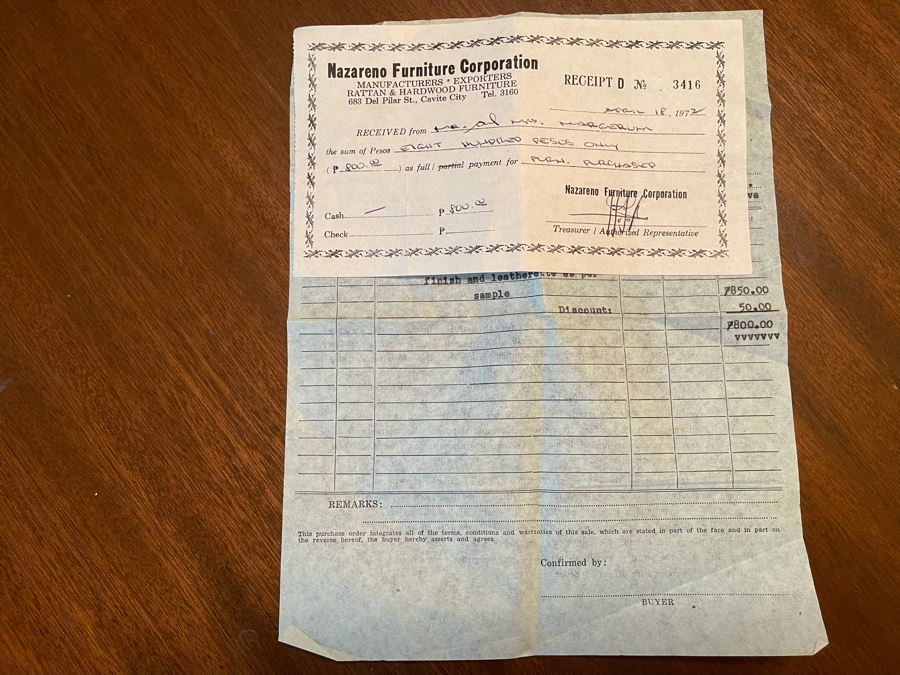 Nazareno Furniture Corporation
MANUFACTURERS * EXPORTERS
RATTAN & HARDWOOD FURNITURE
683 Del Pilar St., Cavite City Tel. 3160
RECEIPT D № 3416
APRIL 18, 1972
RECEIVED from MR. and MRS. MARGERUM
the sum of Pesos EIGHT HUNDRED PESOS ONLY
(₱ 800.00) as full / partial payment for FURN. PURCHASED
Nazareno Furniture Corporation
Cash — ₱ 800.00
Check ₱
Treasurer / Authorized Representative
finish and leatherette as per
sample ₱850.00
Discount: 50.00
₱800.00
vvvvvvv
REMARKS:
This purchase order integrates all of the terms, conditions and warranties of this sale, which are stated in part of the face and in part on
the reverse hereof, the buyer hereby asserts and agrees.
Confirmed by:
BUYER